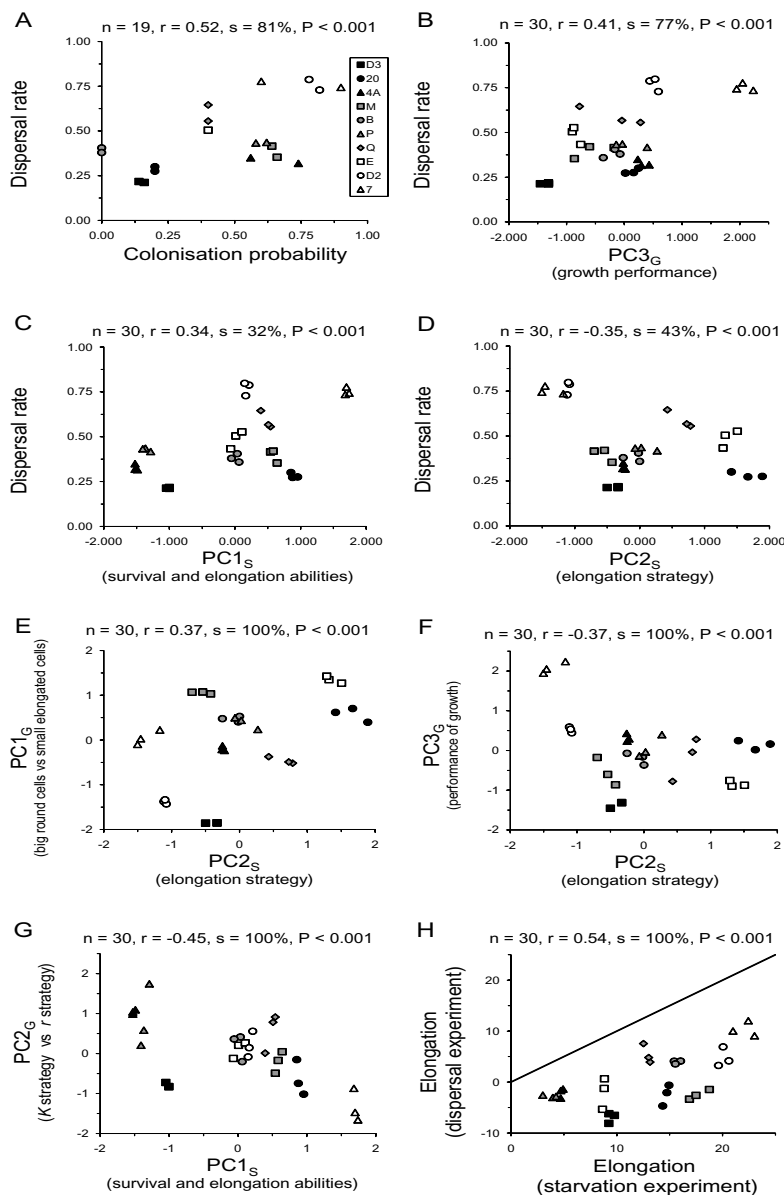 A
n = 19, r = 0.52, s = 81%, P < 0.001
1.00
0.75
0.50
0.25
0.00
Dispersal rate
0.00 0.25 0.50 0.75 1.00
Colonisation probability
D3
20
4A
M
B
P
Q
E
D2
7
B
n = 30, r = 0.41, s = 77%, P < 0.001
1.00
0.75
0.50
0.25
0.00
Dispersal rate
-2.000 -1.000 0.000 1.000 2.000
PC3G
(growth performance)
C
n = 30, r = 0.34, s = 32%, P < 0.001
1.00
0.75
0.50
0.25
0.00
Dispersal rate
-2.000 -1.000 0.000 1.000 2.000
PC1S
(survival and elongation abilities)
D
n = 30, r = -0.35, s = 43%, P < 0.001
1.00
0.75
0.50
0.25
0.00
Dispersal rate
-2.000 -1.000 0.000 1.000 2.000
PC2S
(elongation strategy)
E
n = 30, r = 0.37, s = 100%, P < 0.001
2
1
0
-1
-2
PC1G
(big round cells vs small elongated cells)
-2 -1 0 1 2
PC2S
(elongation strategy)
F
n = 30, r = -0.37, s = 100%, P < 0.001
2
1
0
-1
-2
PC3G
(performance of growth)
-2 -1 0 1 2
PC2S
(elongation strategy)
G
n = 30, r = -0.45, s = 100%, P < 0.001
2
1
0
-1
-2
PC2G
(K strategy vs r strategy)
-2 -1 0 1 2
PC1S
(survival and elongation abilities)
H
n = 30, r = 0.54, s = 100%, P < 0.001
20
10
0
-10
Elongation
(dispersal experiment)
0 10 20
Elongation
(starvation experiment)